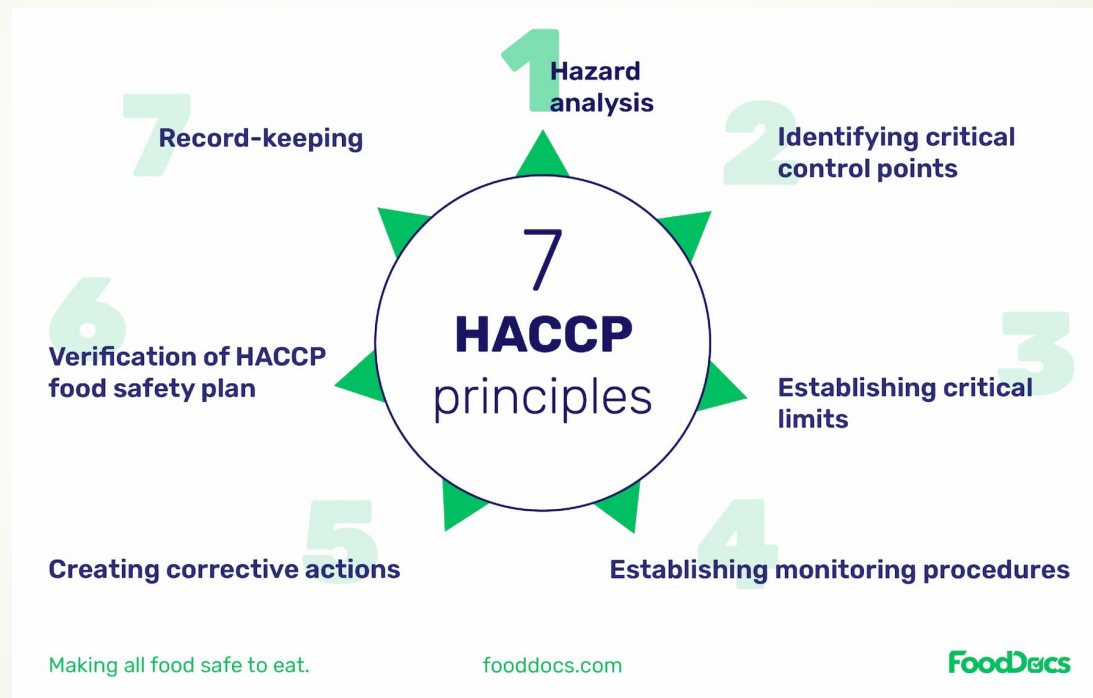 1
Hazard
analysis
2
Identifying critical
control points
3
Establishing critical
limits
4
Establishing monitoring procedures
5
Creating corrective actions
6
Verification of HACCP
food safety plan
7
Record-keeping
7
HACCP
principles
Making all food safe to eat.
fooddocs.com
FoodDocs